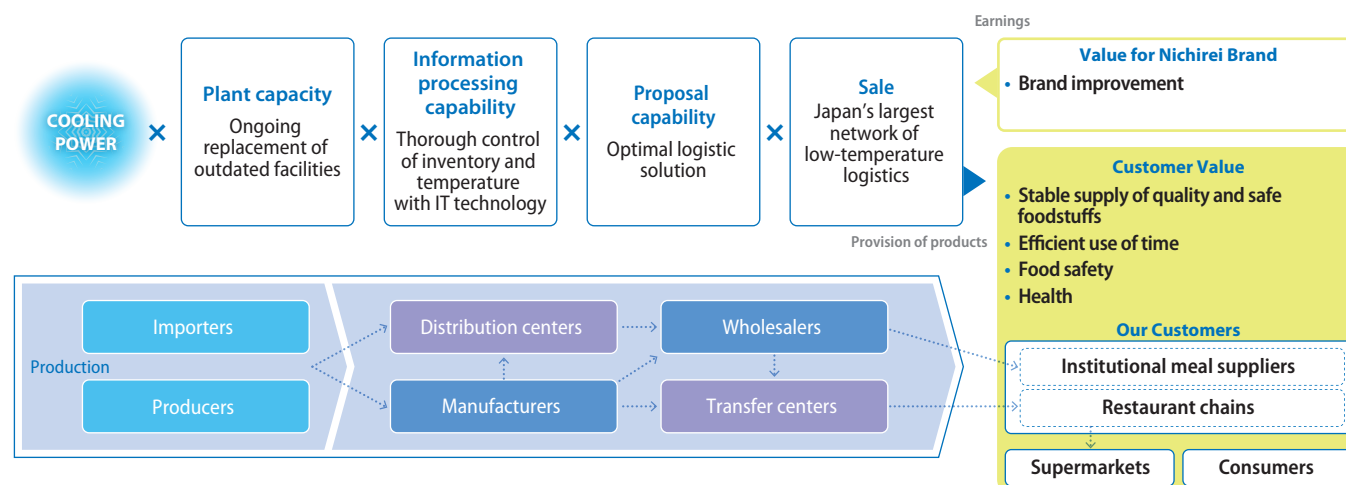 COOLING
POWER
×
Plant capacity
Ongoing
replacement of
outdated facilities
×
Information
processing
capability
Thorough control
of inventory and
temperature
with IT technology
×
Proposal
capability
Optimal logistic
solution
×
Sale
Japan's largest
network of
low-temperature
logistics
Earnings
Value for Nichirei Brand
• Brand improvement
Provision of products
Customer Value
• Stable supply of quality and safe
foodstuffs
• Efficient use of time
• Food safety
• Health
Our Customers
Institutional meal suppliers
Restaurant chains
Supermarkets
Consumers
Production
Importers
Producers
Distribution centers
Manufacturers
Wholesalers
Transfer centers